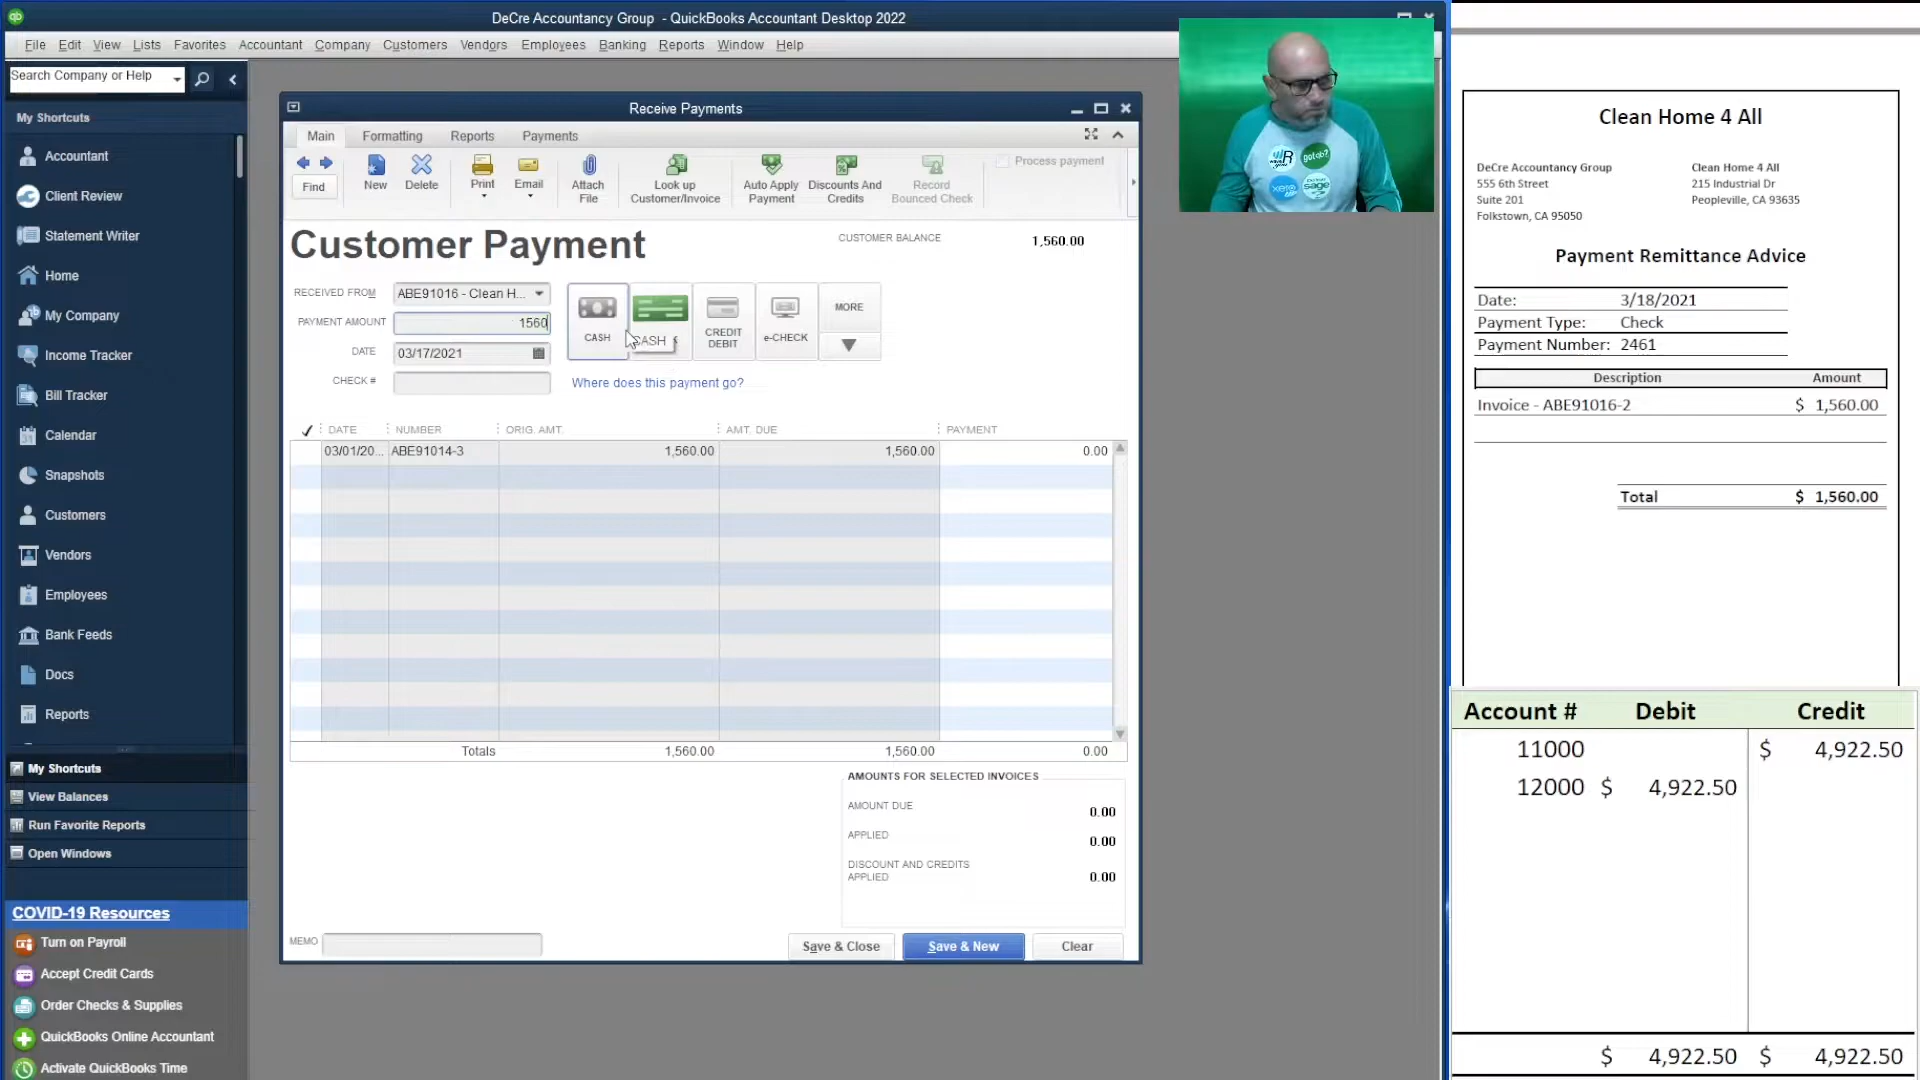 DeCre Accountancy Group - QuickBooks Accountant Desktop 2022
File Edit View Lists Favorites Accountant Company Customers Vendors Employees Banking Reports Window Help
Search Company or Help
My Shortcuts
Accountant
Client Review
Statement Writer
Home
My Company
Income Tracker
Bill Tracker
Calendar
Snapshots
Customers
Vendors
Employees
Bank Feeds
Docs
Reports
My Shortcuts
View Balances
Run Favorite Reports
Open Windows
COVID-19 Resources
Turn on Payroll
Accept Credit Cards
Order Checks & Supplies
QuickBooks Online Accountant
Activate QuickBooks Time
Receive Payments
Main Formatting Reports Payments
Find
New
Delete
Print
Email
Attach File
Look up Customer/Invoice
Auto Apply Payment
Discounts And Credits
Record Bounced Check
Process payment
Customer Payment
CUSTOMER BALANCE 1,560.00
RECEIVED FROM ABE91016 - Clean H...
PAYMENT AMOUNT 1560
DATE 03/17/2021
CHECK #
CASH
CASH
CREDIT DEBIT
e-CHECK
MORE
Where does this payment go?
DATE NUMBER ORIG. AMT. AMT. DUE PAYMENT
03/01/20... ABE91014-3 1,560.00 1,560.00 0.00
Totals 1,560.00 1,560.00 0.00
AMOUNTS FOR SELECTED INVOICES
AMOUNT DUE 0.00
APPLIED 0.00
DISCOUNT AND CREDITS
APPLIED 0.00
MEMO
Save & Close Save & New Clear
got ab?
xero
sage
Clean Home 4 All
DeCre Accountancy Group
555 6th Street
Suite 201
Folkstown, CA 95050
Clean Home 4 All
215 Industrial Dr
Peopleville, CA 93635
Payment Remittance Advice
Date: 3/18/2021
Payment Type: Check
Payment Number: 2461
Description Amount
Invoice - ABE91016-2 $ 1,560.00
Total $ 1,560.00
Account # Debit Credit
11000 $ 4,922.50
12000 $ 4,922.50
$ 4,922.50 $ 4,922.50